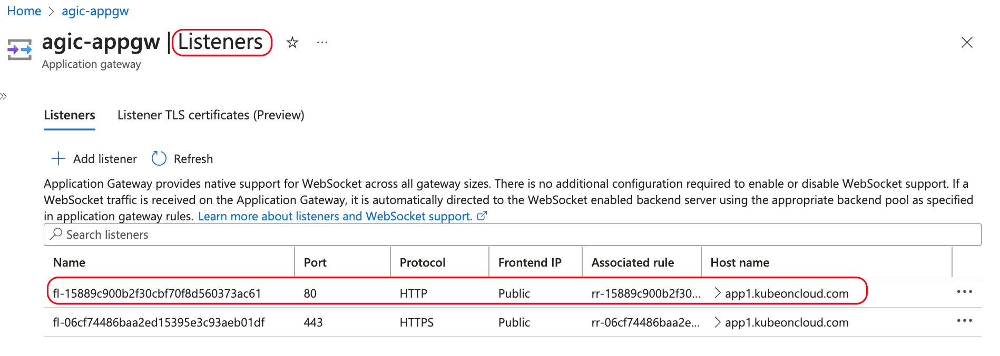 Home > agic-appgw
agic-appgw | Listeners ☆ ...
Application gateway
Listeners Listener TLS certificates (Preview)
+ Add listener Refresh
Application Gateway provides native support for WebSocket across all gateway sizes. There is no additional configuration required to enable or disable WebSocket support. If a
WebSocket traffic is received on the Application Gateway, it is automatically directed to the WebSocket enabled backend server using the appropriate backend pool as specified
in application gateway rules. Learn more about listeners and WebSocket support.
Search listeners
Name Port Protocol Frontend IP Associated rule Host name
fl-15889c900b2f30cbf70f8d560373ac61 80 HTTP Public rr-15889c900b2f30... > app1.kubeoncloud.com ...
fl-06cf74486baa2ed15395e3c93aeb01df 443 HTTPS Public rr-06cf74486baa2e... > app1.kubeoncloud.com ...